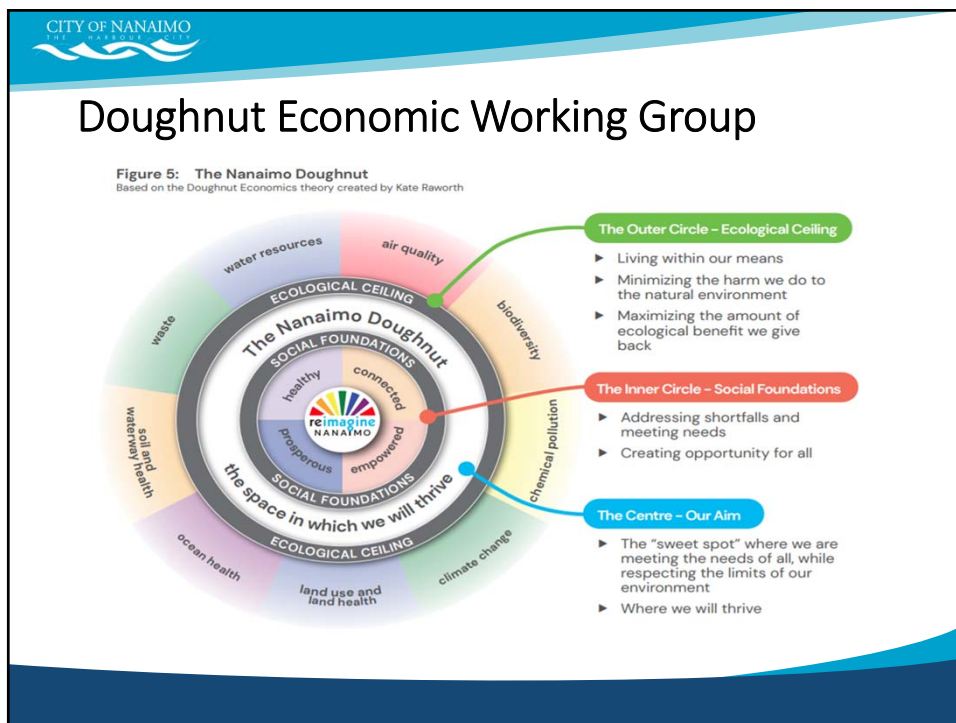 CITY OF NANAIMO
THE HARBOUR CITY
Doughnut Economic Working Group
Figure 5: The Nanaimo Doughnut
Based on the Doughnut Economics theory created by Kate Raworth
water resources
air quality
biodiversity
chemical pollution
climate change
land use and
land health
ocean health
soil and
waterway health
waste
ECOLOGICAL CEILING
The Nanaimo Doughnut
SOCIAL FOUNDATIONS
healthy
connected
reimagine
NANAIMO
prosperous
empowered
SOCIAL FOUNDATIONS
the space in which we will thrive
ECOLOGICAL CEILING
The Outer Circle – Ecological Ceiling
► Living within our means
► Minimizing the harm we do to
the natural environment
► Maximizing the amount of
ecological benefit we give
back
The Inner Circle – Social Foundations
► Addressing shortfalls and
meeting needs
► Creating opportunity for all
The Centre – Our Aim
► The “sweet spot” where we are
meeting the needs of all, while
respecting the limits of our
environment
► Where we will thrive